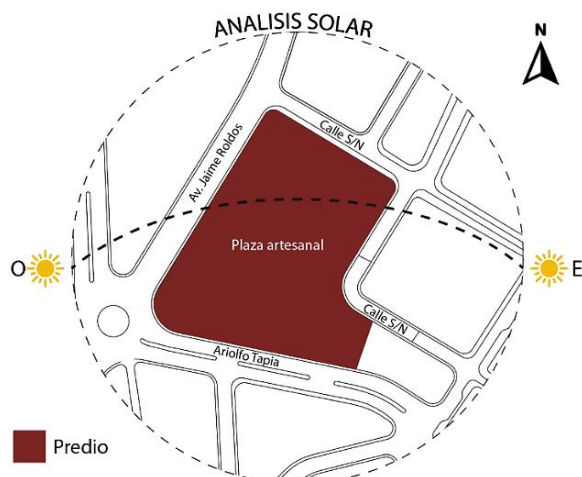 ANALISIS SOLAR
N
Calle S/N
Av. Jaime Roldos
Plaza artesanal
O
E
Calle S/N
Ariolfo Tapia
Predio